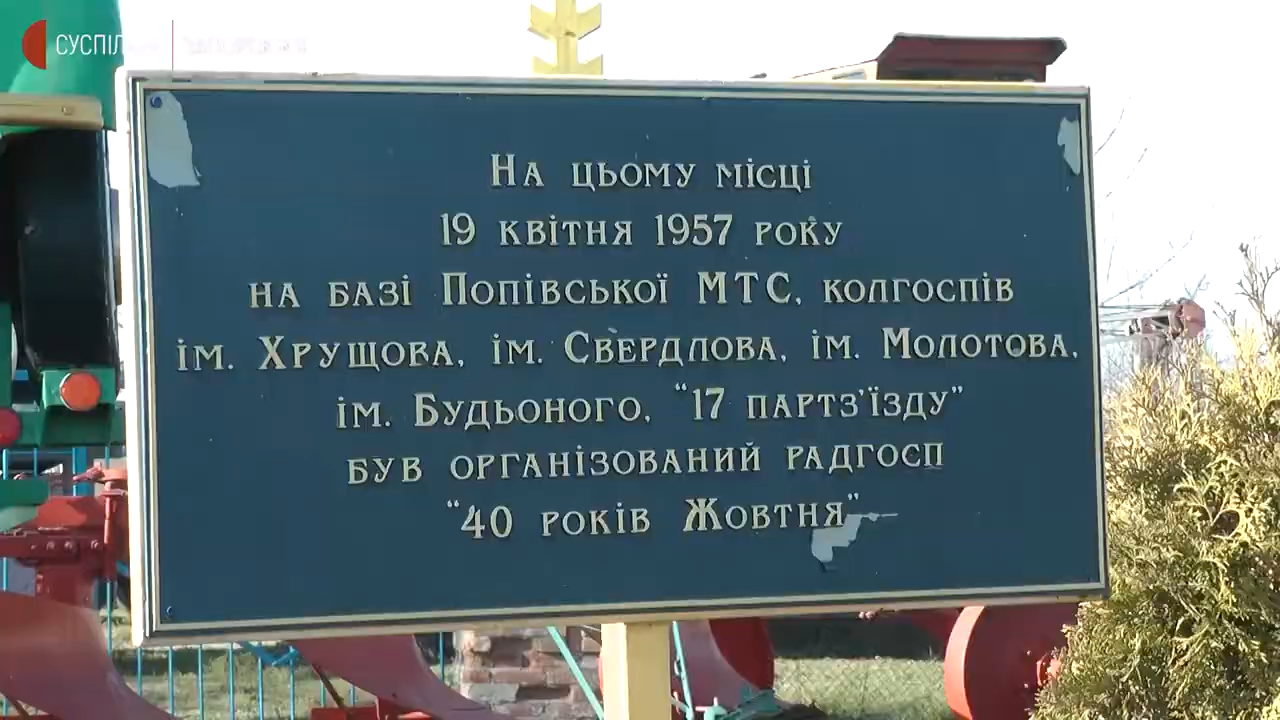 На цьому місці
19 квітня 1957 року
на базі Попівської МТС, колгоспів
ім. Хрущова, ім. Свердлова, ім. Молотова,
ім. Будьоного, "17 партз'їзду"
був організований радгосп
"40 років Жовтня"